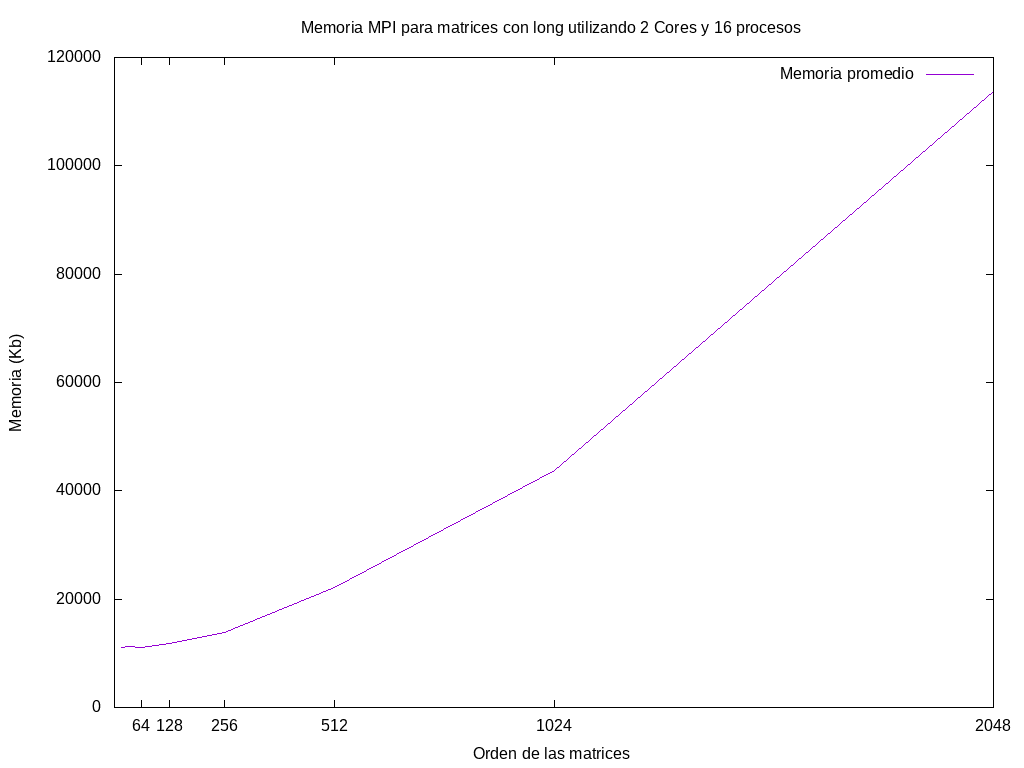 Memoria MPI para matrices con long utilizando 2 Cores y 16 procesos
Memoria promedio
120000
100000
80000
60000
40000
20000
0
Memoria (Kb)
64 128 256 512 1024 2048
Orden de las matrices